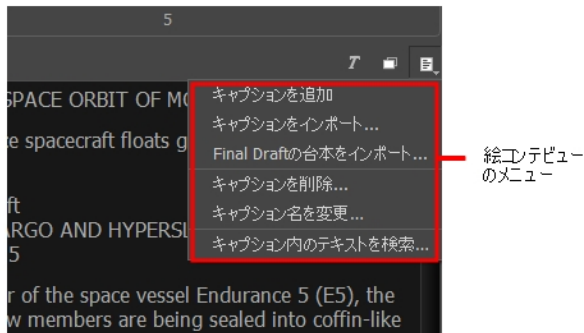 5
T
SPACE ORBIT OF MO
e spacecraft floats g
ft
ARGO AND HYPERSL
5
r of the space vessel Endurance 5 (E5), the
w members are being sealed into coffin-like
キャプションを追加
キャプションをインポート...
Final Draftの台本をインポート...
キャプションを削除...
キャプション名を変更...
キャプション内のテキストを検索...
絵コンテビュー
のメニュー